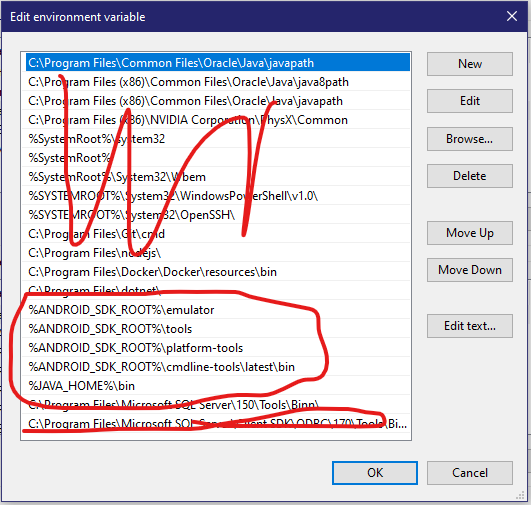 Edit environment variable
C:\Program Files\Common Files\Oracle\Java\javapath
C:\Program Files (x86)\Common Files\Oracle\Java\java8path
C:\Program Files (x86)\Common Files\Oracle\Java\javapath
C:\Program Files (x86)\NVIDIA Corporation\PhysX\Common
%SystemRoot%\system32
%SystemRoot%
%SystemRoot%\System32\Wbem
%SYSTEMROOT%\System32\WindowsPowerShell\v1.0\
%SYSTEMROOT%\System32\OpenSSH\
C:\Program Files\Git\cmd
C:\Program Files\nodejs\
C:\Program Files\Docker\Docker\resources\bin
C:\Program Files\dotnet\
%ANDROID_SDK_ROOT%\emulator
%ANDROID_SDK_ROOT%\tools
%ANDROID_SDK_ROOT%\platform-tools
%ANDROID_SDK_ROOT%\cmdline-tools\latest\bin
%JAVA_HOME%\bin
C:\Program Files\Microsoft SQL Server\150\Tools\Binn\
C:\Program Files\Microsoft SQL Server\Client SDK\ODBC\170\Tools\Bi...
New
Edit
Browse...
Delete
Move Up
Move Down
Edit text...
OK
Cancel